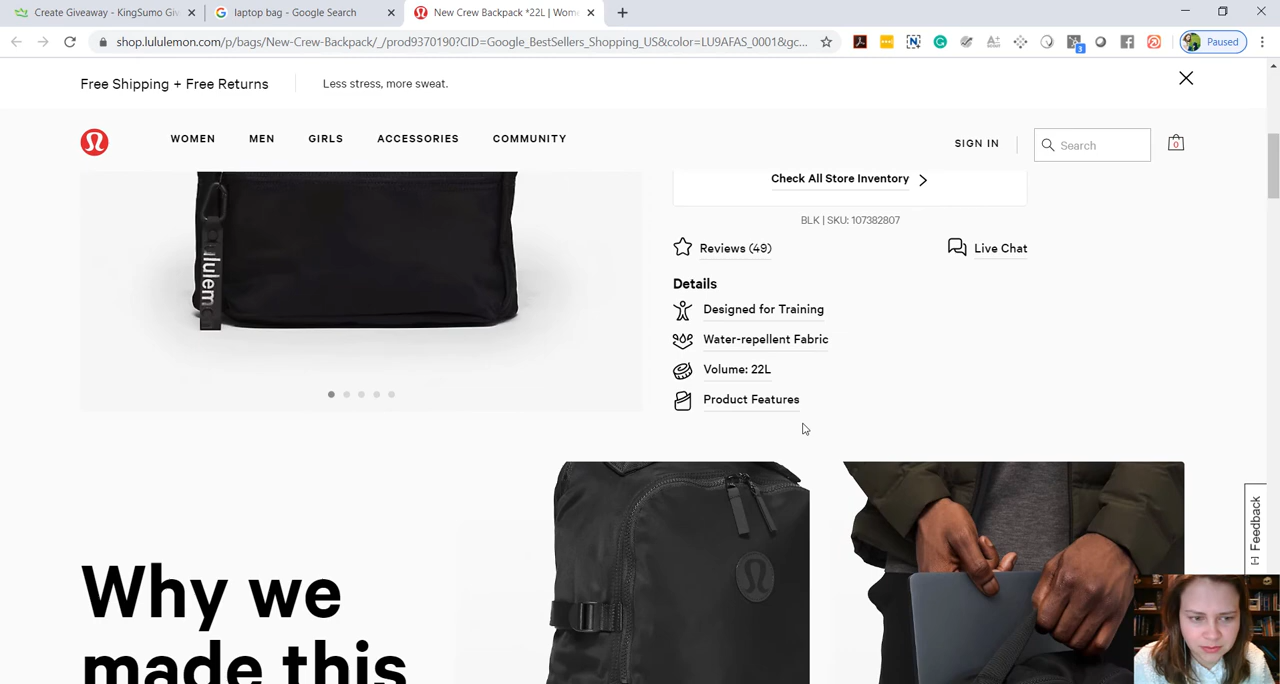 Create Giveaway - KingSumo Giv
laptop bag - Google Search
New Crew Backpack *22L | Wom
shop.lululemon.com/p/bags/New-Crew-Backpack/_/prod9370190?CID=Google_BestSellers_Shopping_US&color=LU9AFAS_0001&gc...
Paused
Free Shipping + Free Returns
Less stress, more sweat.
WOMEN MEN GIRLS ACCESSORIES COMMUNITY
SIGN IN
Search
0
Check All Store Inventory
BLK | SKU: 107382807
Reviews (49)
Live Chat
Details
Designed for Training
Water-repellent Fabric
Volume: 22L
Product Features
lululem
Why we
made this
[-] Feedback
3